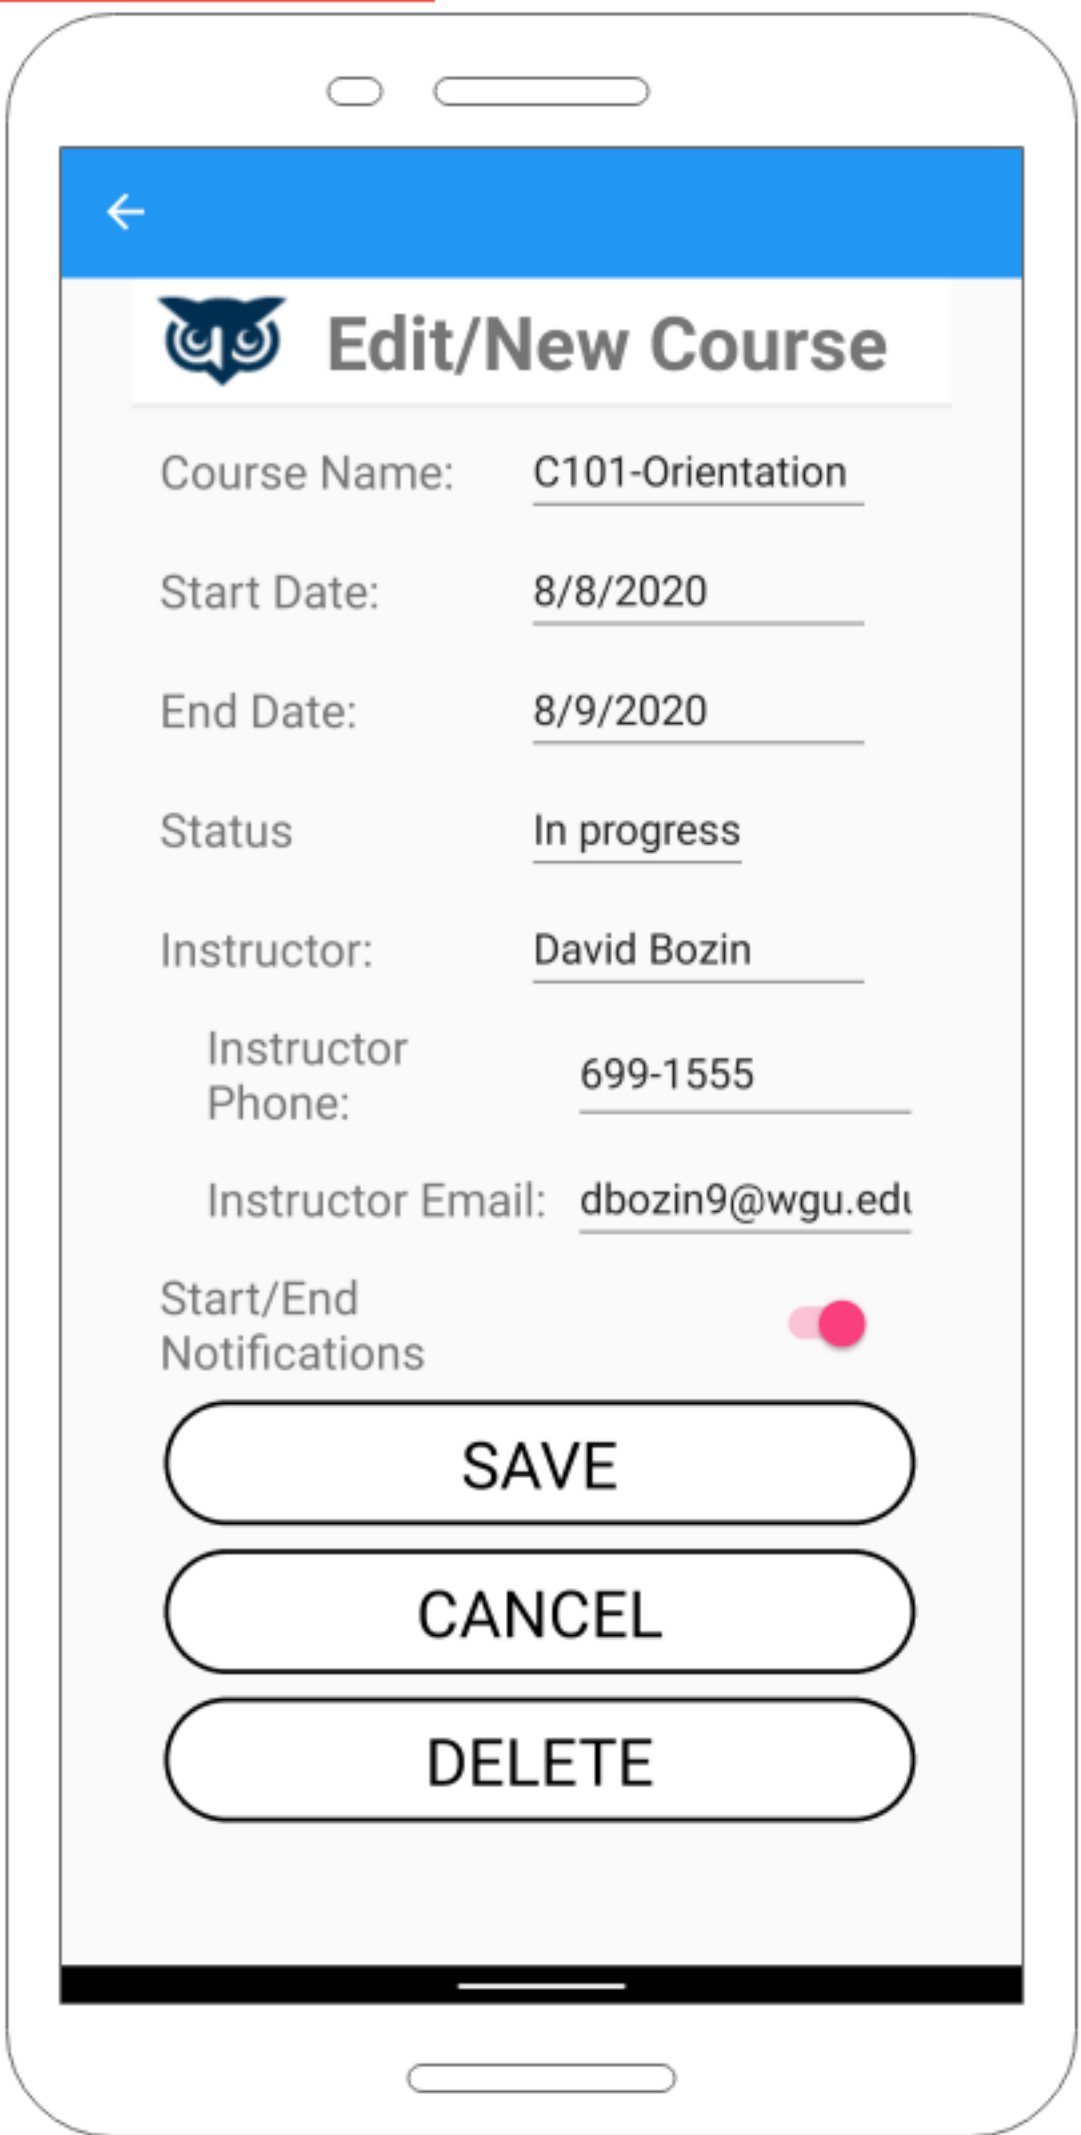 Edit/New Course
Course Name: C101-Orientation
Start Date: 8/8/2020
End Date: 8/9/2020
Status In progress
Instructor: David Bozin
Instructor
Phone: 699-1555
Instructor Email: dbozin9@wgu.edu
Start/End
Notifications
SAVE
CANCEL
DELETE